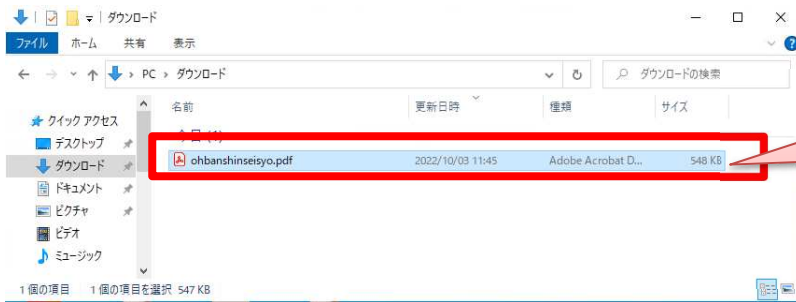 ダウンロード
ファイル ホーム 共有 表示
PC › ダウンロード
ダウンロードの検索
名前 更新日時 種類 サイズ
クイック アクセス
デスクトップ
ダウンロード
ドキュメント
ピクチャ
ビデオ
ミュージック
今日 (1)
ohbanshinseisyo.pdf 2022/10/03 11:45 Adobe Acrobat D... 548 KB
1 個の項目 1 個の項目を選択 547 KB